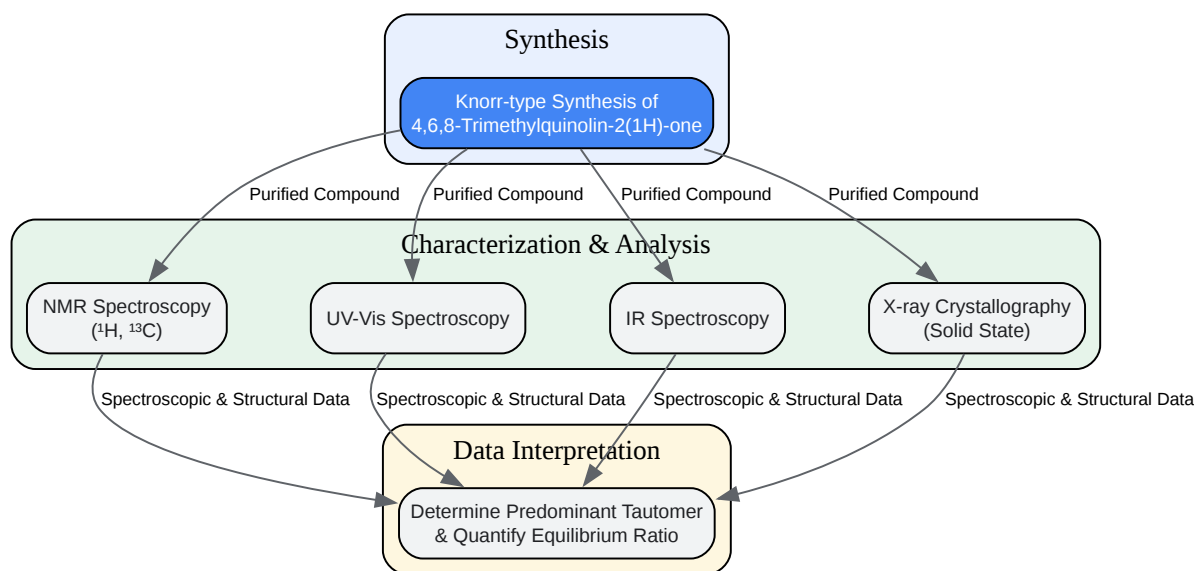 Synthesis
Knorr-type Synthesis of
4,6,8-Trimethylquinolin-2(1H)-one
Purified Compound
Purified Compound
Purified Compound
Purified Compound
Characterization & Analysis
NMR Spectroscopy
(¹H, ¹³C)
UV-Vis Spectroscopy
IR Spectroscopy
X-ray Crystallography
(Solid State)
Spectroscopic & Structural Data
Spectroscopic & Structural Data
Spectroscopic & Structural Data
Spectroscopic & Structural Data
Data Interpretation
Determine Predominant Tautomer
& Quantify Equilibrium Ratio